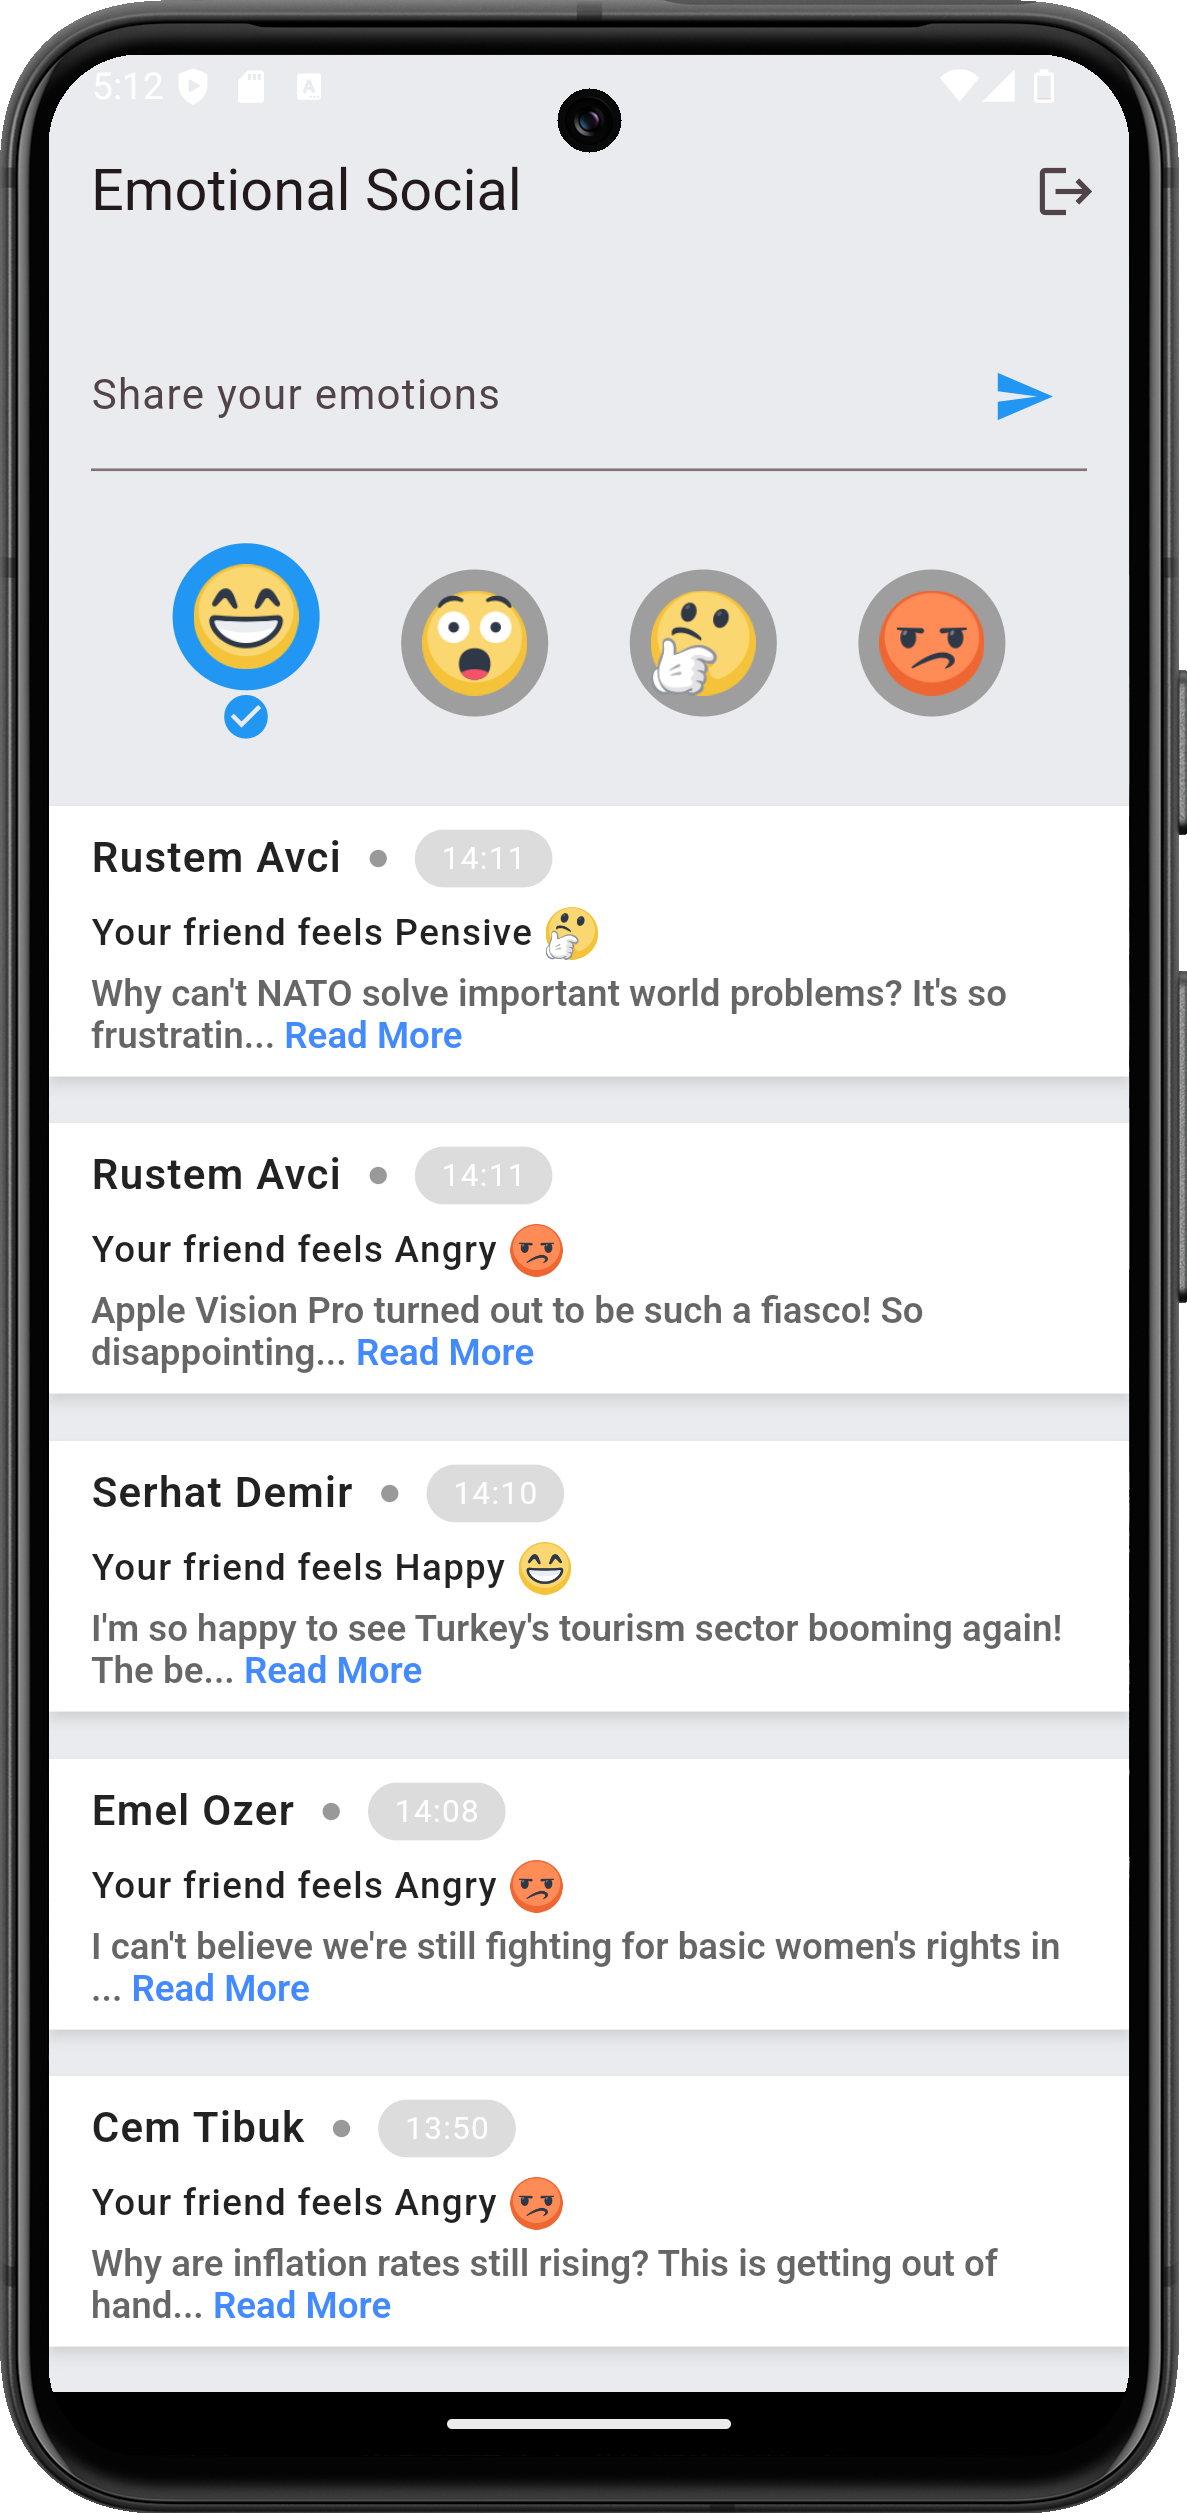 5:12
Emotional Social
Share your emotions
Rustem Avci • 14:11
Your friend feels Pensive 🤔
Why can't NATO solve important world problems? It's so
frustratin... Read More
Rustem Avci • 14:11
Your friend feels Angry 😡
Apple Vision Pro turned out to be such a fiasco! So
disappointing... Read More
Serhat Demir • 14:10
Your friend feels Happy 😄
I'm so happy to see Turkey's tourism sector booming again!
The be... Read More
Emel Ozer • 14:08
Your friend feels Angry 😡
I can't believe we're still fighting for basic women's rights in
... Read More
Cem Tibuk • 13:50
Your friend feels Angry 😡
Why are inflation rates still rising? This is getting out of
hand... Read More